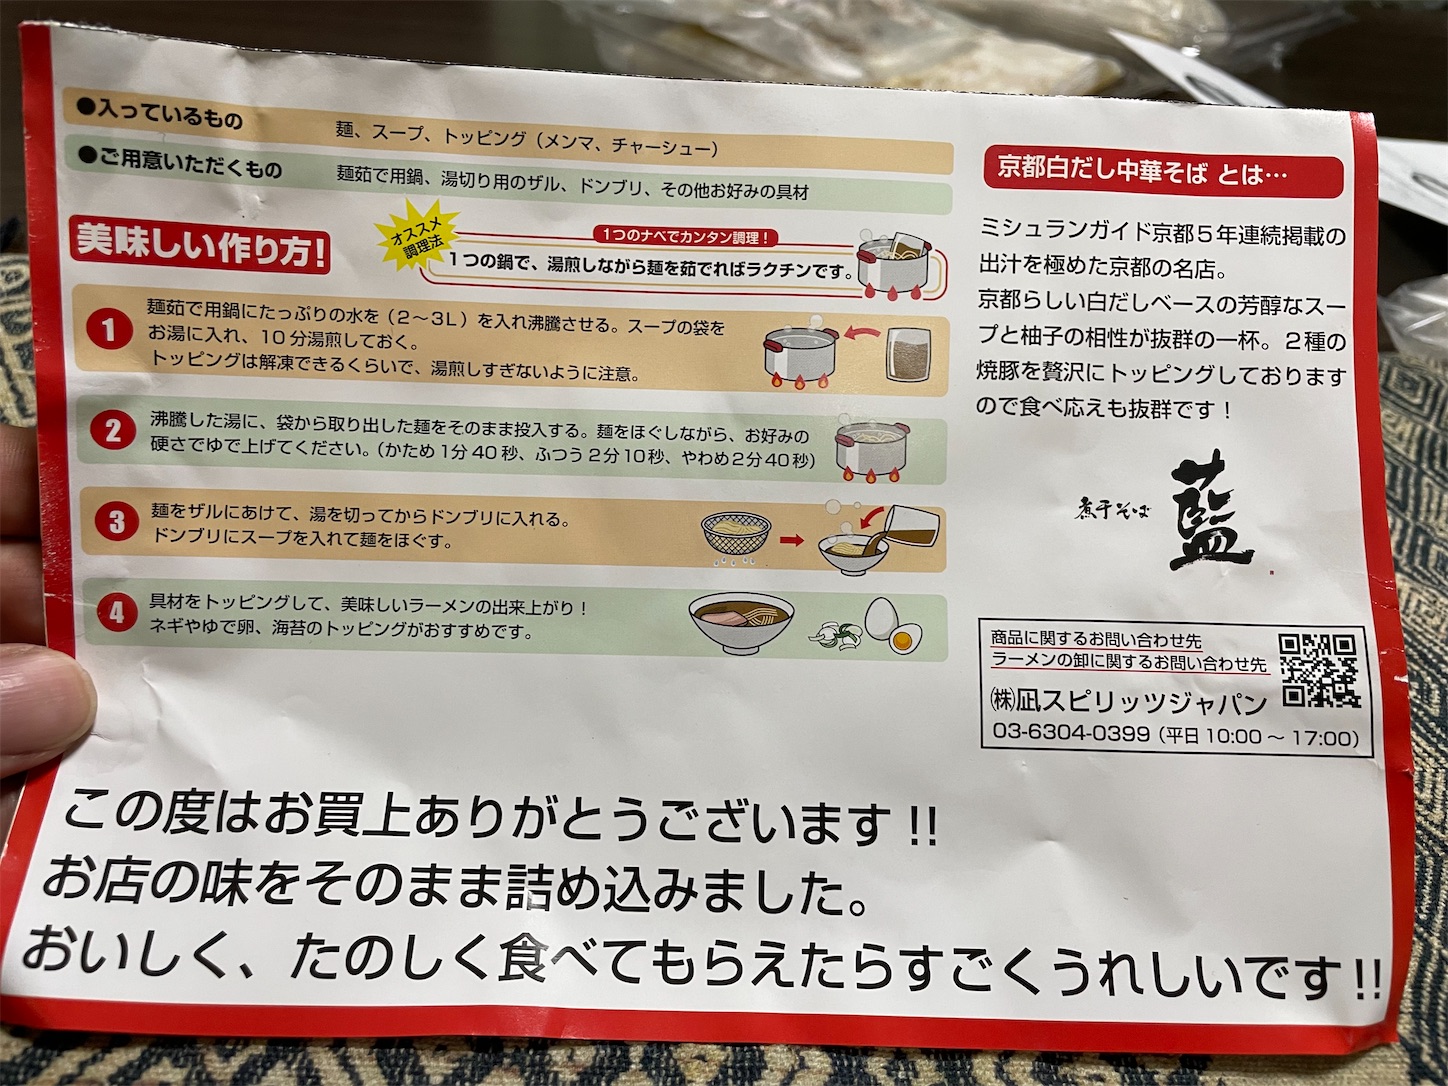 ●入っているもの　麺、スープ、トッピング（メンマ、チャーシュー）
●ご用意いただくもの　麺茹で用鍋、湯切り用のザル、ドンブリ、その他お好みの具材
美味しい作り方！
オススメ
調理法
1つのナベでカンタン調理！
1つの鍋で、湯煎しながら麺を茹でればラクチンです。
1
麺茹で用鍋にたっぷりの水を（２～３L）を入れ沸騰させる。スープの袋を
お湯に入れ、10分湯煎しておく。
トッピングは解凍できるくらいで、湯煎しすぎないように注意。
2
沸騰した湯に、袋から取り出した麺をそのまま投入する。麺をほぐしながら、お好みの
硬さでゆで上げてください。（かため1分40秒、ふつう2分10秒、やわめ2分40秒）
3
麺をザルにあけて、湯を切ってからドンブリに入れる。
ドンブリにスープを入れて麺をほぐす。
4
具材をトッピングして、美味しいラーメンの出来上がり！
ネギやゆで卵、海苔のトッピングがおすすめです。
京都白だし中華そば とは…
ミシュランガイド京都５年連続掲載の
出汁を極めた京都の名店。
京都らしい白だしベースの芳醇なスー
プと柚子の相性が抜群の一杯。２種の
焼豚を贅沢にトッピングしております
ので食べ応えも抜群です！
煮干そば 藍
商品に関するお問い合わせ先
ラーメンの卸に関するお問い合わせ先
㈱凪スピリッツジャパン
03-6304-0399（平日 10:00 ～ 17:00）
この度はお買上ありがとうございます!!
お店の味をそのまま詰め込みました。
おいしく、たのしく食べてもらえたらすごくうれしいです!!